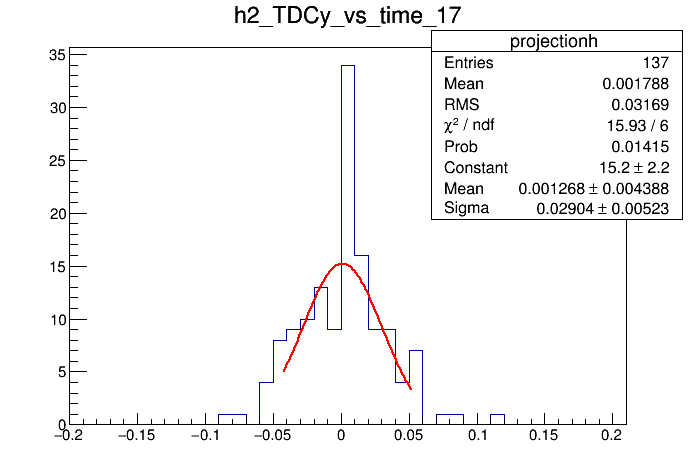 h2_TDCy_vs_time_17
projectionh
Entries 137
Mean 0.001788
RMS 0.03169
χ² / ndf 15.93 / 6
Prob 0.01415
Constant 15.2 ± 2.2
Mean 0.001268 ± 0.004388
Sigma 0.02904 ± 0.00523
35
30
25
20
15
10
5
0
−0.2 −0.15 −0.1 −0.05 0 0.05 0.1 0.15 0.2